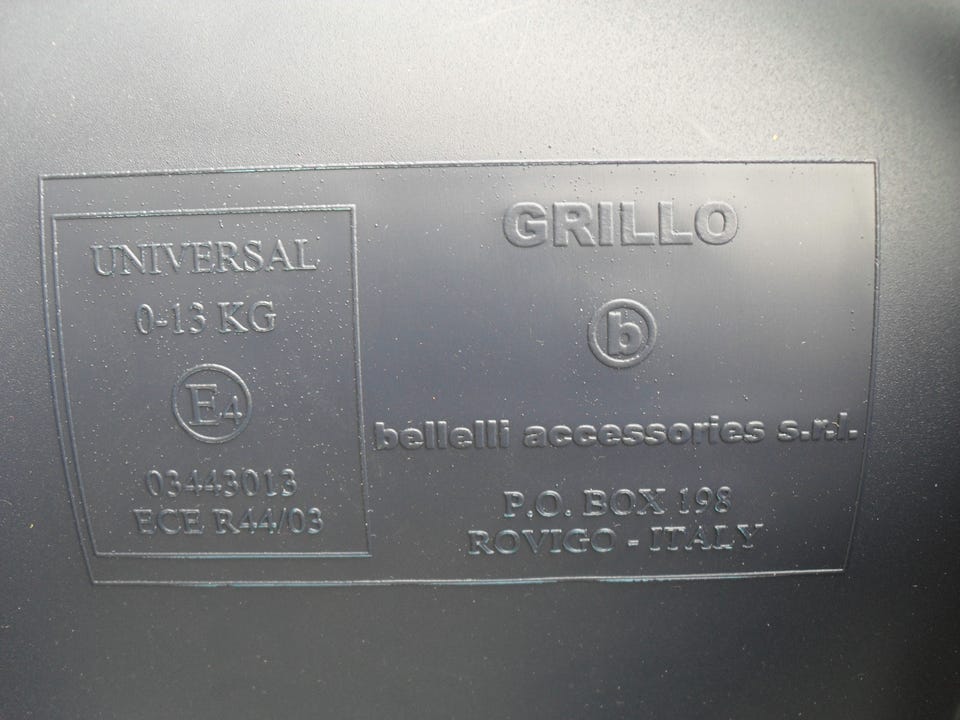 UNIVERSAL
0-13 KG
E4
03443013
ECE R44/03
GRILLO
b
bellelli accessories s.r.l.
P.O. BOX 198
ROVIGO - ITALY